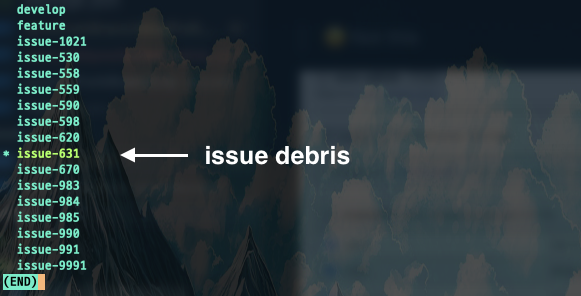 develop
feature
issue-1021
issue-530
issue-558
issue-559
issue-590
issue-598
issue-620
* issue-631
issue debris
issue-670
issue-983
issue-984
issue-985
issue-990
issue-991
issue-9991
(END)